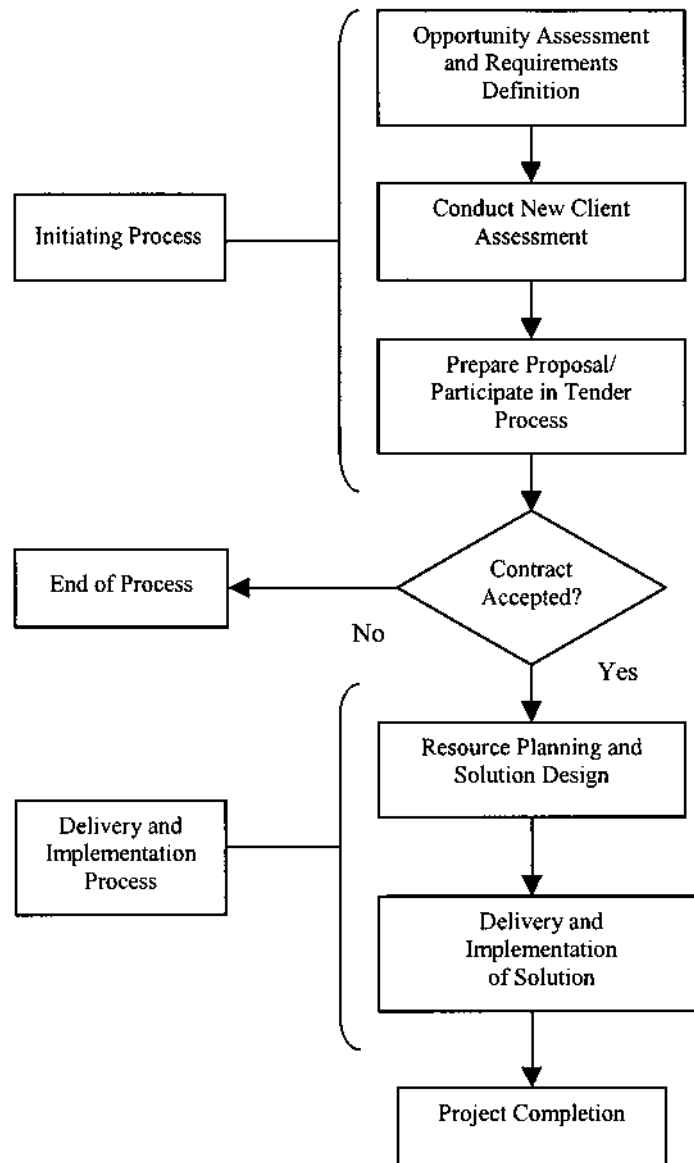 Opportunity Assessment
and Requirements
Definition
Initiating Process
Conduct New Client
Assessment
Prepare Proposal/
Participate in Tender
Process
End of Process
Contract
Accepted?
No
Yes
Resource Planning and
Solution Design
Delivery and
Implementation
Process
Delivery and
Implementation
of Solution
Project Completion